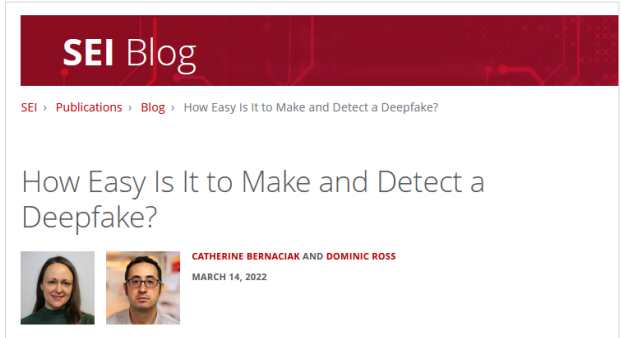 SEI Blog
SEI › Publications › Blog › How Easy Is It to Make and Detect a Deepfake?
How Easy Is It to Make and Detect a
Deepfake?
CATHERINE BERNACIAK AND DOMINIC ROSS
MARCH 14, 2022